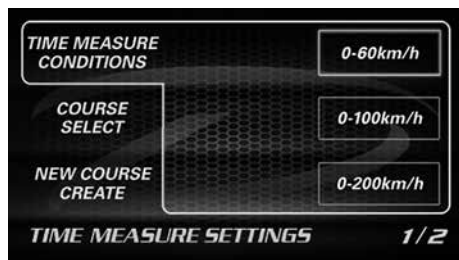 TIME MEASURE
CONDITIONS
0-60km/h
COURSE
SELECT
0-100km/h
NEW COURSE
CREATE
0-200km/h
TIME MEASURE SETTINGS
1/2